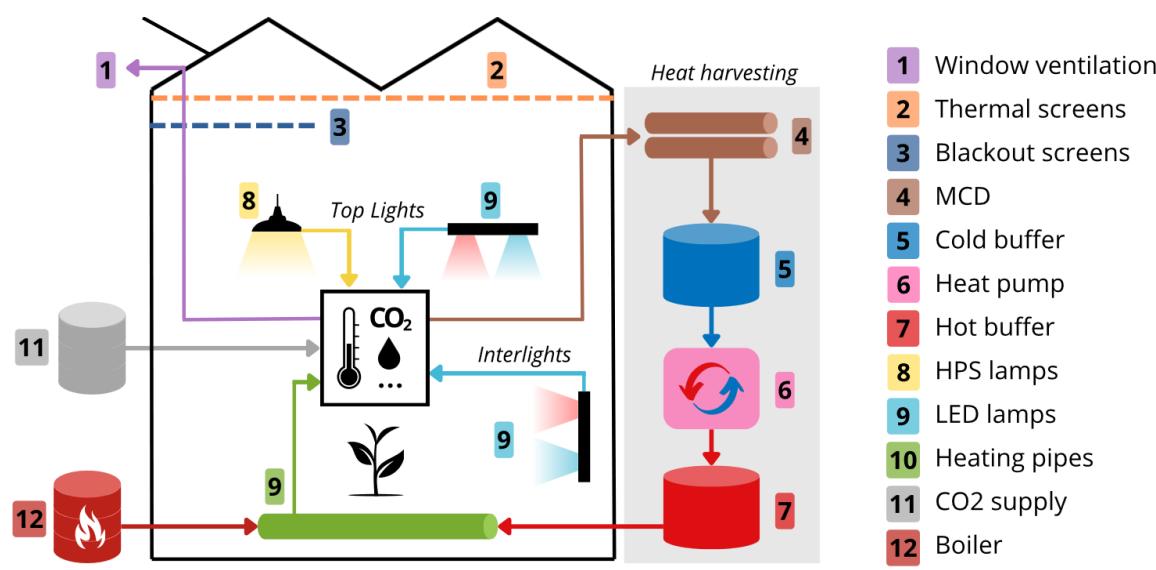 1
2
Heat harvesting
3
4
8
Top Lights
9
5
CO₂
...
11
Interlights
6
9
9
12
7
1 Window ventilation
2 Thermal screens
3 Blackout screens
4 MCD
5 Cold buffer
6 Heat pump
7 Hot buffer
8 HPS lamps
9 LED lamps
10 Heating pipes
11 CO2 supply
12 Boiler